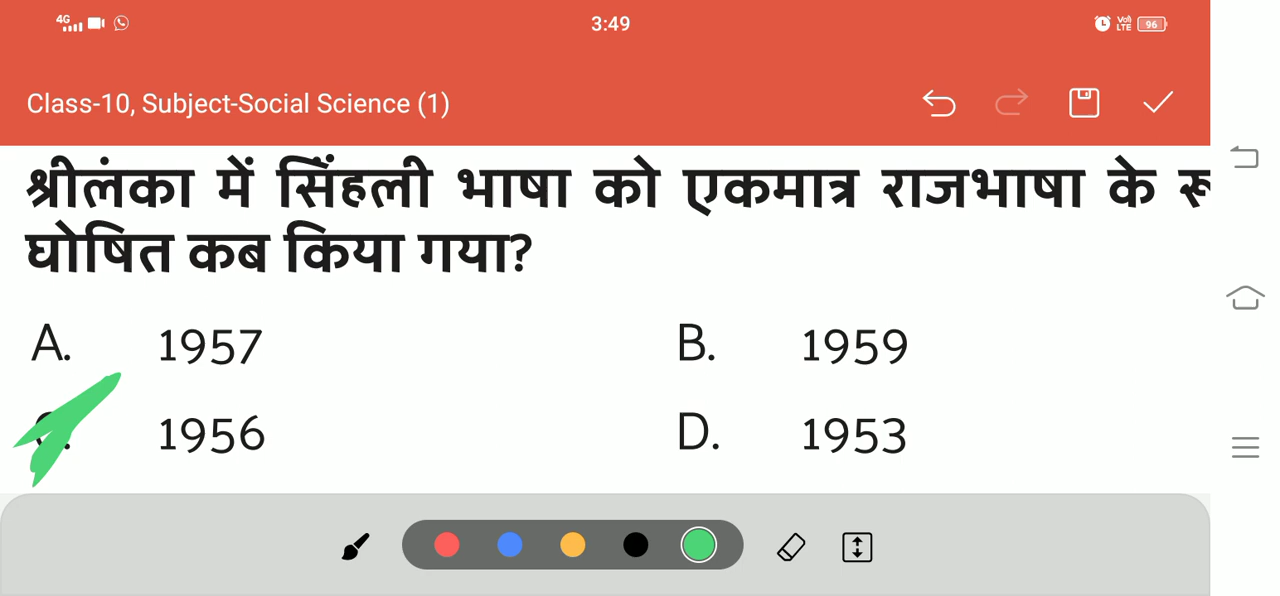 4G 3:49 Vo) LTE 96
Class-10, Subject-Social Science (1)
श्रीलंका में सिंहली भाषा को एकमात्र राजभाषा के
घोषित कब किया गया?
A. 1957 B. 1959
1956 D. 1953